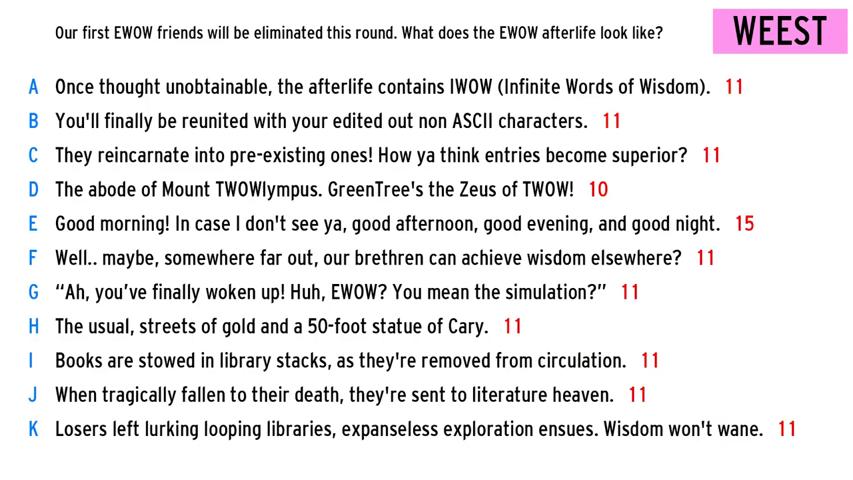 Our first EWOW friends will be eliminated this round. What does the EWOW afterlife look like?
WEEST
A Once thought unobtainable, the afterlife contains IWOW (Infinite Words of Wisdom). 11
B You'll finally be reunited with your edited out non ASCII characters. 11
C They reincarnate into pre-existing ones! How ya think entries become superior? 11
D The abode of Mount TWOWlympus. GreenTree's the Zeus of TWOW! 10
E Good morning! In case I don't see ya, good afternoon, good evening, and good night. 15
F Well.. maybe, somewhere far out, our brethren can achieve wisdom elsewhere? 11
G “Ah, you’ve finally woken up! Huh, EWOW? You mean the simulation?” 11
H The usual, streets of gold and a 50-foot statue of Cary. 11
I Books are stowed in library stacks, as they're removed from circulation. 11
J When tragically fallen to their death, they're sent to literature heaven. 11
K Losers left lurking looping libraries, expanseless exploration ensues. Wisdom won't wane. 11